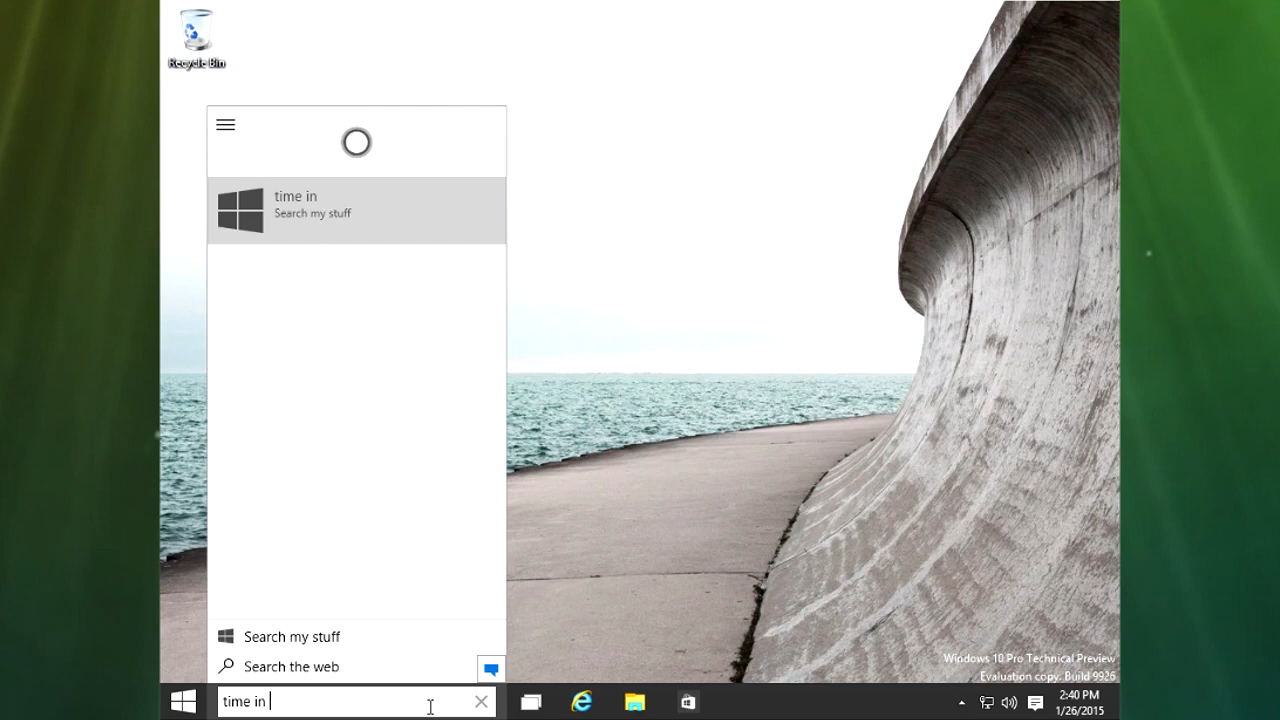 Recycle Bin
time in
Search my stuff
Search my stuff
Search the web
time in
Windows 10 Pro Technical Preview
Evaluation copy. Build 9926
2:40 PM
1/26/2015